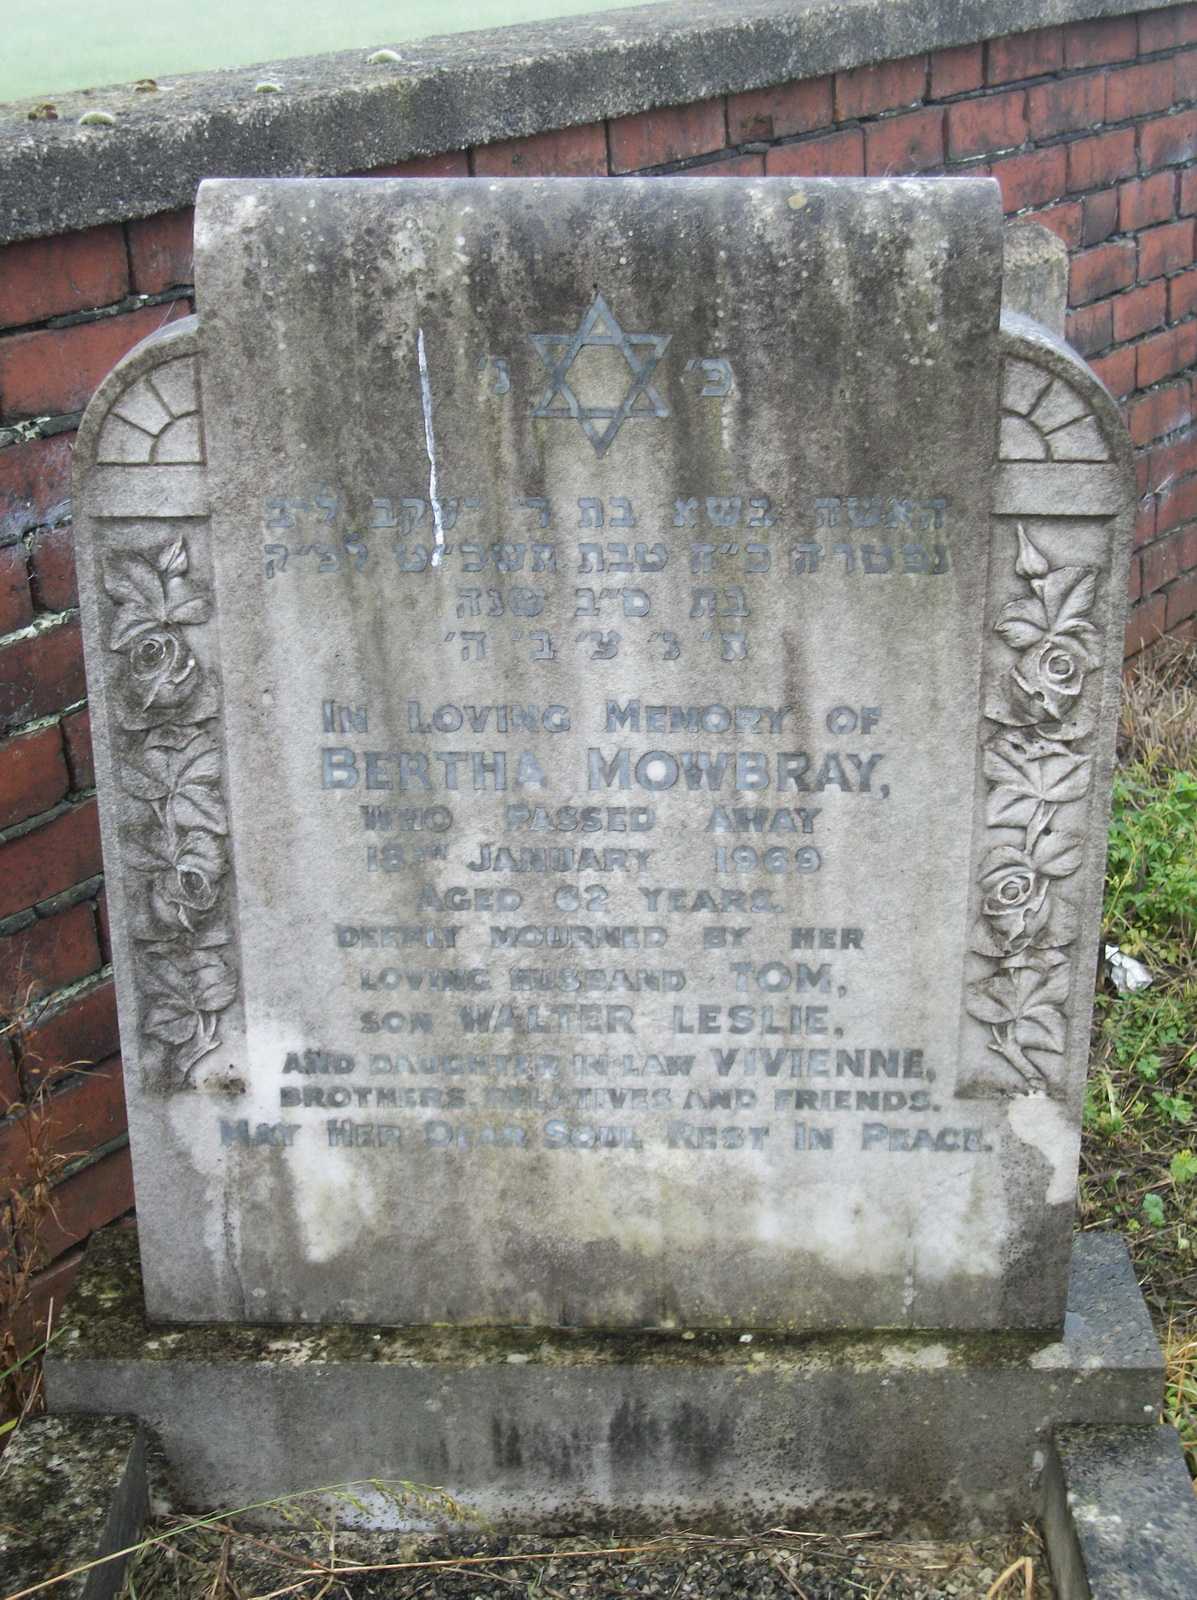 פ׳ נ׳
האשה בשא בת ר׳ יעקב לייב
נפטרה כ״ח טבת תשכ״ט לפ״ק
בת ס״ב שנה
ת׳ נ׳ צ׳ ב׳ ה׳
IN LOVING MEMORY OF
BERTHA MOWBRAY,
WHO PASSED AWAY
18TH JANUARY 1969
AGED 62 YEARS.
DEEPLY MOURNED BY HER
LOVING HUSBAND TOM,
SON WALTER LESLIE,
AND DAUGHTER IN LAW VIVIENNE,
BROTHERS, RELATIVES AND FRIENDS.
MAY HER DEAR SOUL REST IN PEACE.